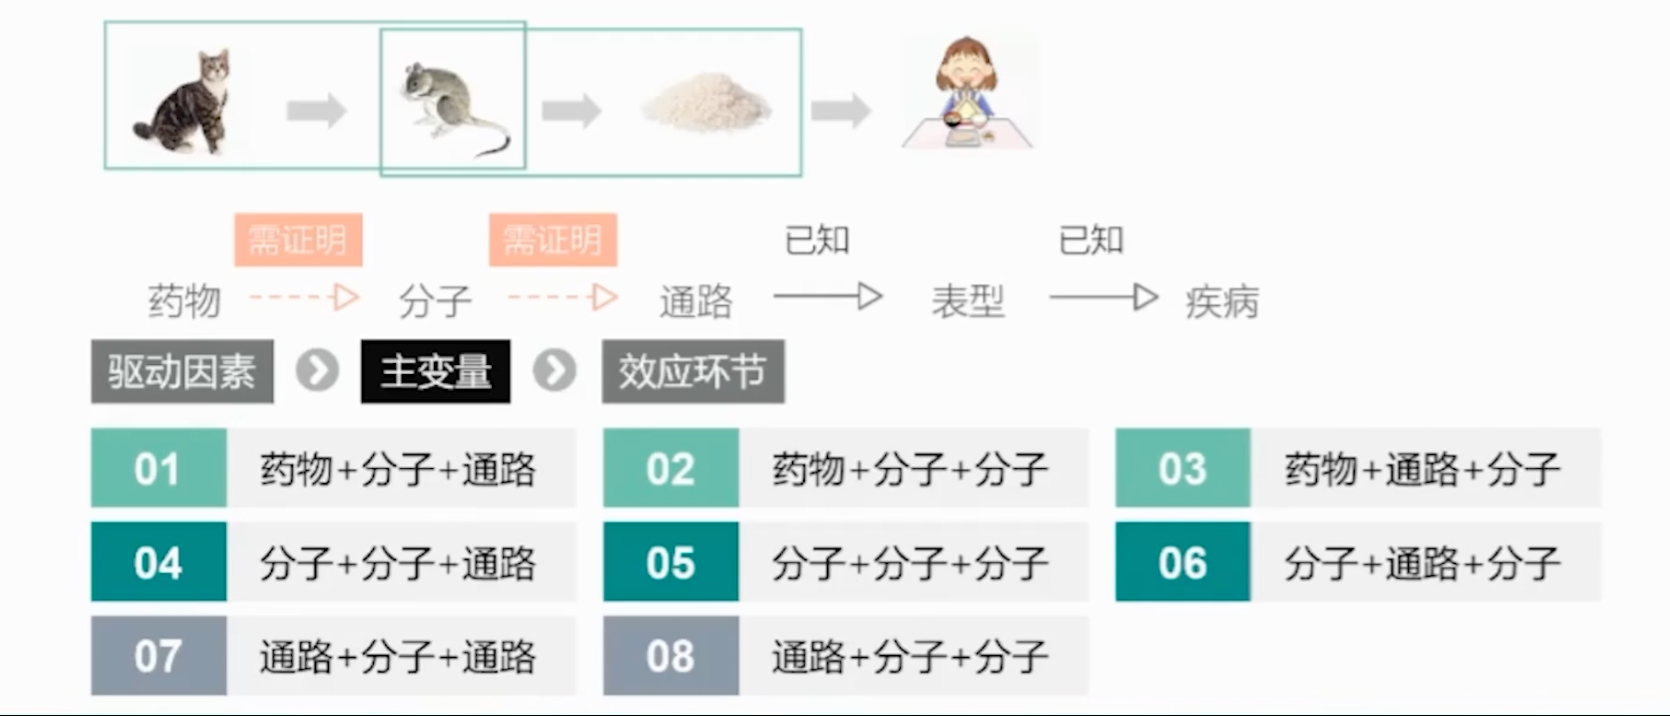 需证明 需证明 已知 已知
药物 分子 通路 表型 疾病
驱动因素 主变量 效应环节
01 药物+分子+通路 02 药物+分子+分子 03 药物+通路+分子
04 分子+分子+通路 05 分子+分子+分子 06 分子+通路+分子
07 通路+分子+通路 08 通路+分子+分子